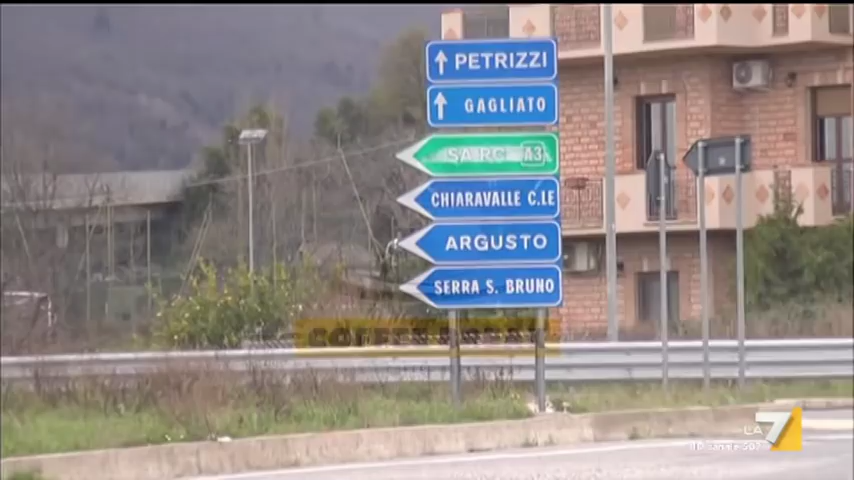 PETRIZZI
GAGLIATO
SA RC A3
CHIARAVALLE C.LE
ARGUSTO
SERRA S. BRUNO
LA 7